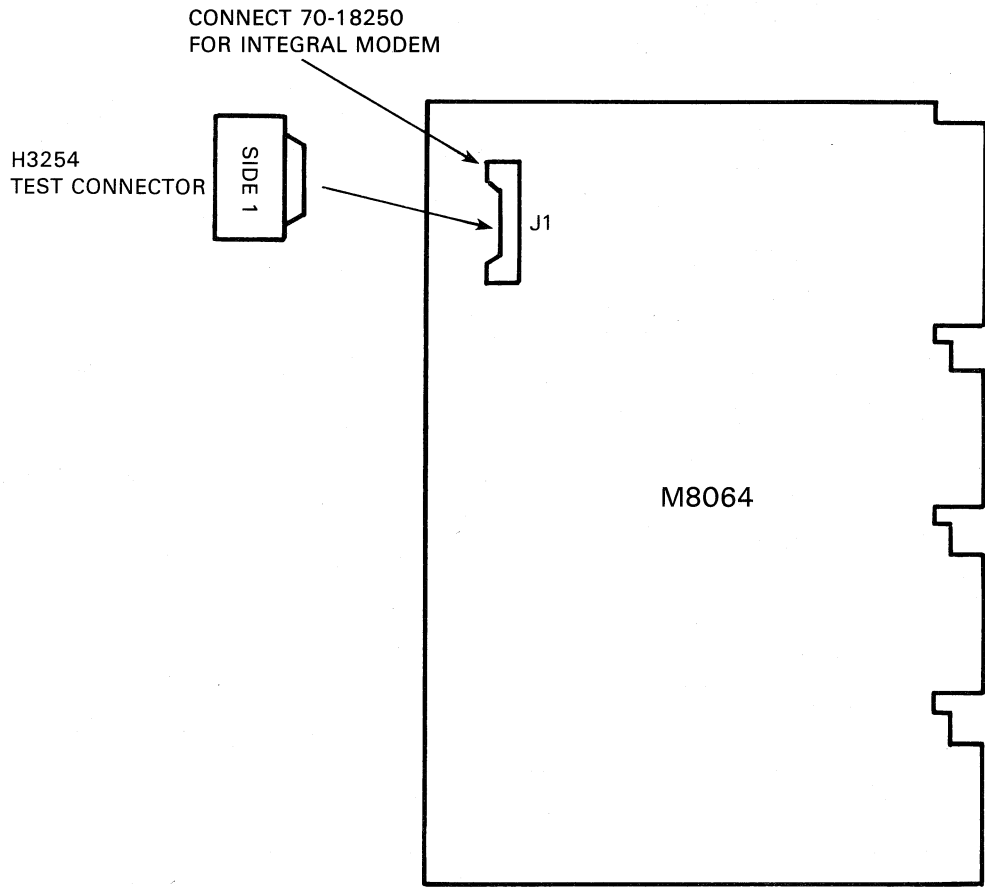 CONNECT 70-18250
FOR INTEGRAL MODEM
H3254
TEST CONNECTOR
SIDE 1
J1
M8064